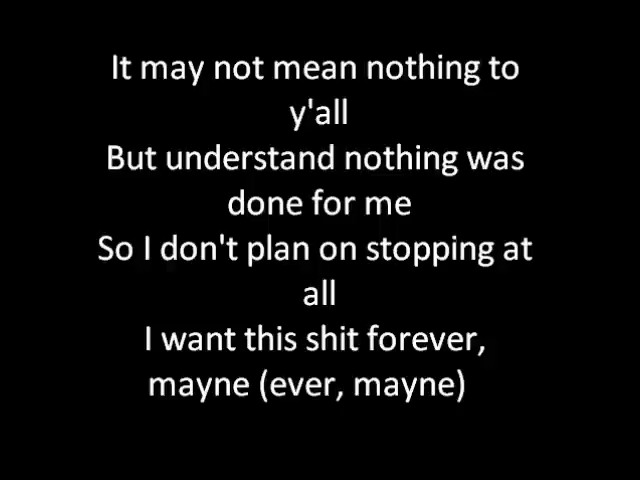 It may not mean nothing to
y'all
But understand nothing was
done for me
So I don't plan on stopping at
all
I want this shit forever,
mayne (ever, mayne)